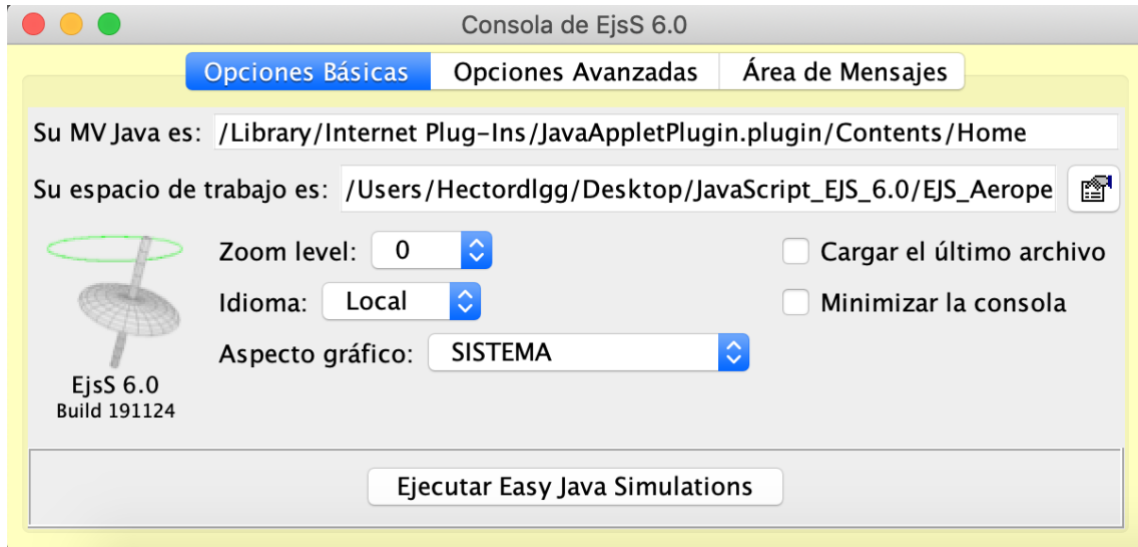 Consola de EjsS 6.0
Opciones Básicas Opciones Avanzadas Área de Mensajes
Su MV Java es: /Library/Internet Plug-Ins/JavaAppletPlugin.plugin/Contents/Home
Su espacio de trabajo es: /Users/Hectordlgg/Desktop/JavaScript_EJS_6.0/EJS_Aerope
Zoom level: 0 Cargar el último archivo
Idioma: Local Minimizar la consola
Aspecto gráfico: SISTEMA
EjsS 6.0
Build 191124
Ejecutar Easy Java Simulations